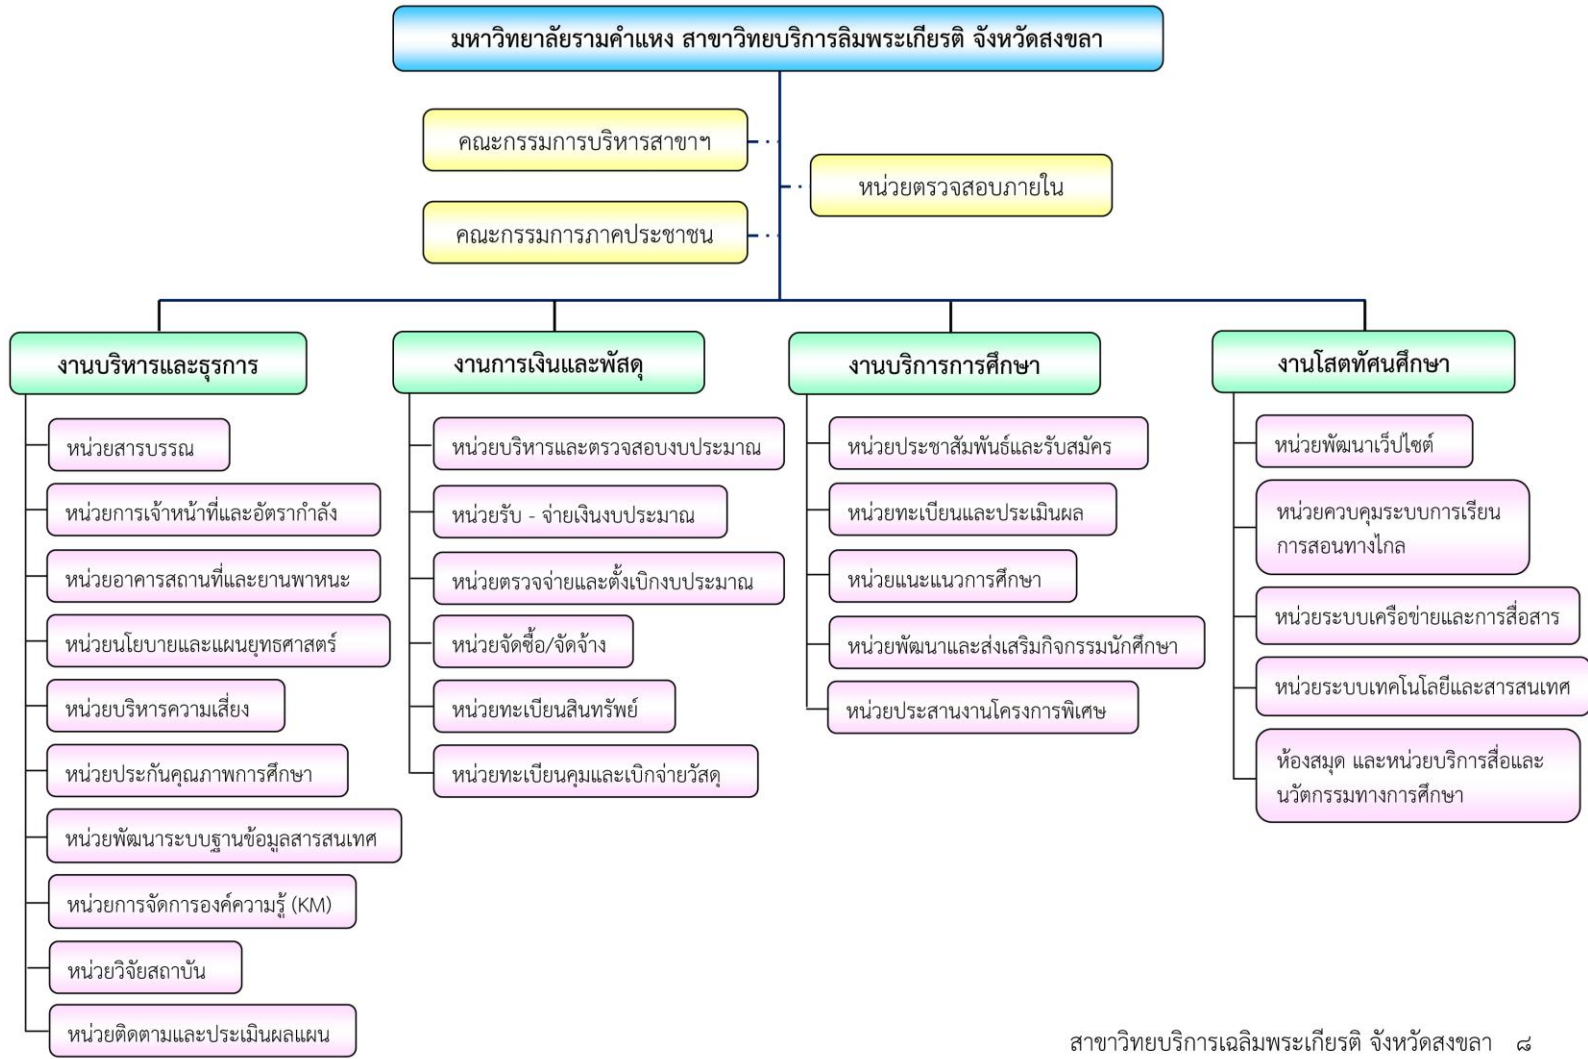 มหาวิทยาลัยรามคำแหง สาขาวิทยบริการลิมพระเกียรติ จังหวัดสงขลา
คณะกรรมการบริหารสาขาฯ
หน่วยตรวจสอบภายใน
คณะกรรมการภาคประชาชน
งานบริหารและธุรการ
หน่วยสารบรรณ
หน่วยการเจ้าหน้าที่และอัตรากำลัง
หน่วยอาคารสถานที่และยานพาหนะ
หน่วยนโยบายและแผนยุทธศาสตร์
หน่วยบริหารความเสี่ยง
หน่วยประกันคุณภาพการศึกษา
หน่วยพัฒนาระบบฐานข้อมูลสารสนเทศ
หน่วยการจัดการองค์ความรู้ (KM)
หน่วยวิจัยสถาบัน
หน่วยติดตามและประเมินผลแผน
งานการเงินและพัสดุ
หน่วยบริหารและตรวจสอบงบประมาณ
หน่วยรับ - จ่ายเงินงบประมาณ
หน่วยตรวจจ่ายและตั้งเบิกงบประมาณ
หน่วยจัดซื้อ/จัดจ้าง
หน่วยทะเบียนสินทรัพย์
หน่วยทะเบียนคุมและเบิกจ่ายวัสดุ
งานบริการการศึกษา
หน่วยประชาสัมพันธ์และรับสมัคร
หน่วยทะเบียนและประเมินผล
หน่วยแนะแนวการศึกษา
หน่วยพัฒนาและส่งเสริมกิจกรรมนักศึกษา
หน่วยประสานงานโครงการพิเศษ
งานโสตทัศนศึกษา
หน่วยพัฒนาเว็ปไซต์
หน่วยควบคุมระบบการเรียน
การสอนทางไกล
หน่วยระบบเครือข่ายและการสื่อสาร
หน่วยระบบเทคโนโลยีและสารสนเทศ
ห้องสมุด และหน่วยบริการสื่อและ
นวัตกรรมทางการศึกษา
สาขาวิทยบริการเฉลิมพระเกียรติ จังหวัดสงขลา ๘